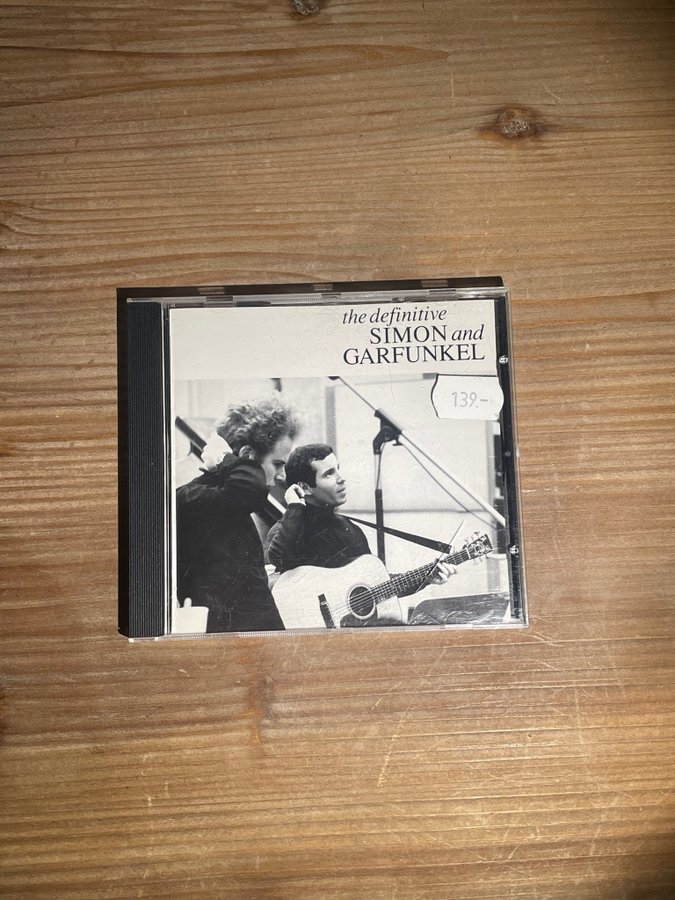 the definitive
SIMON and
GARFUNKEL
139.-